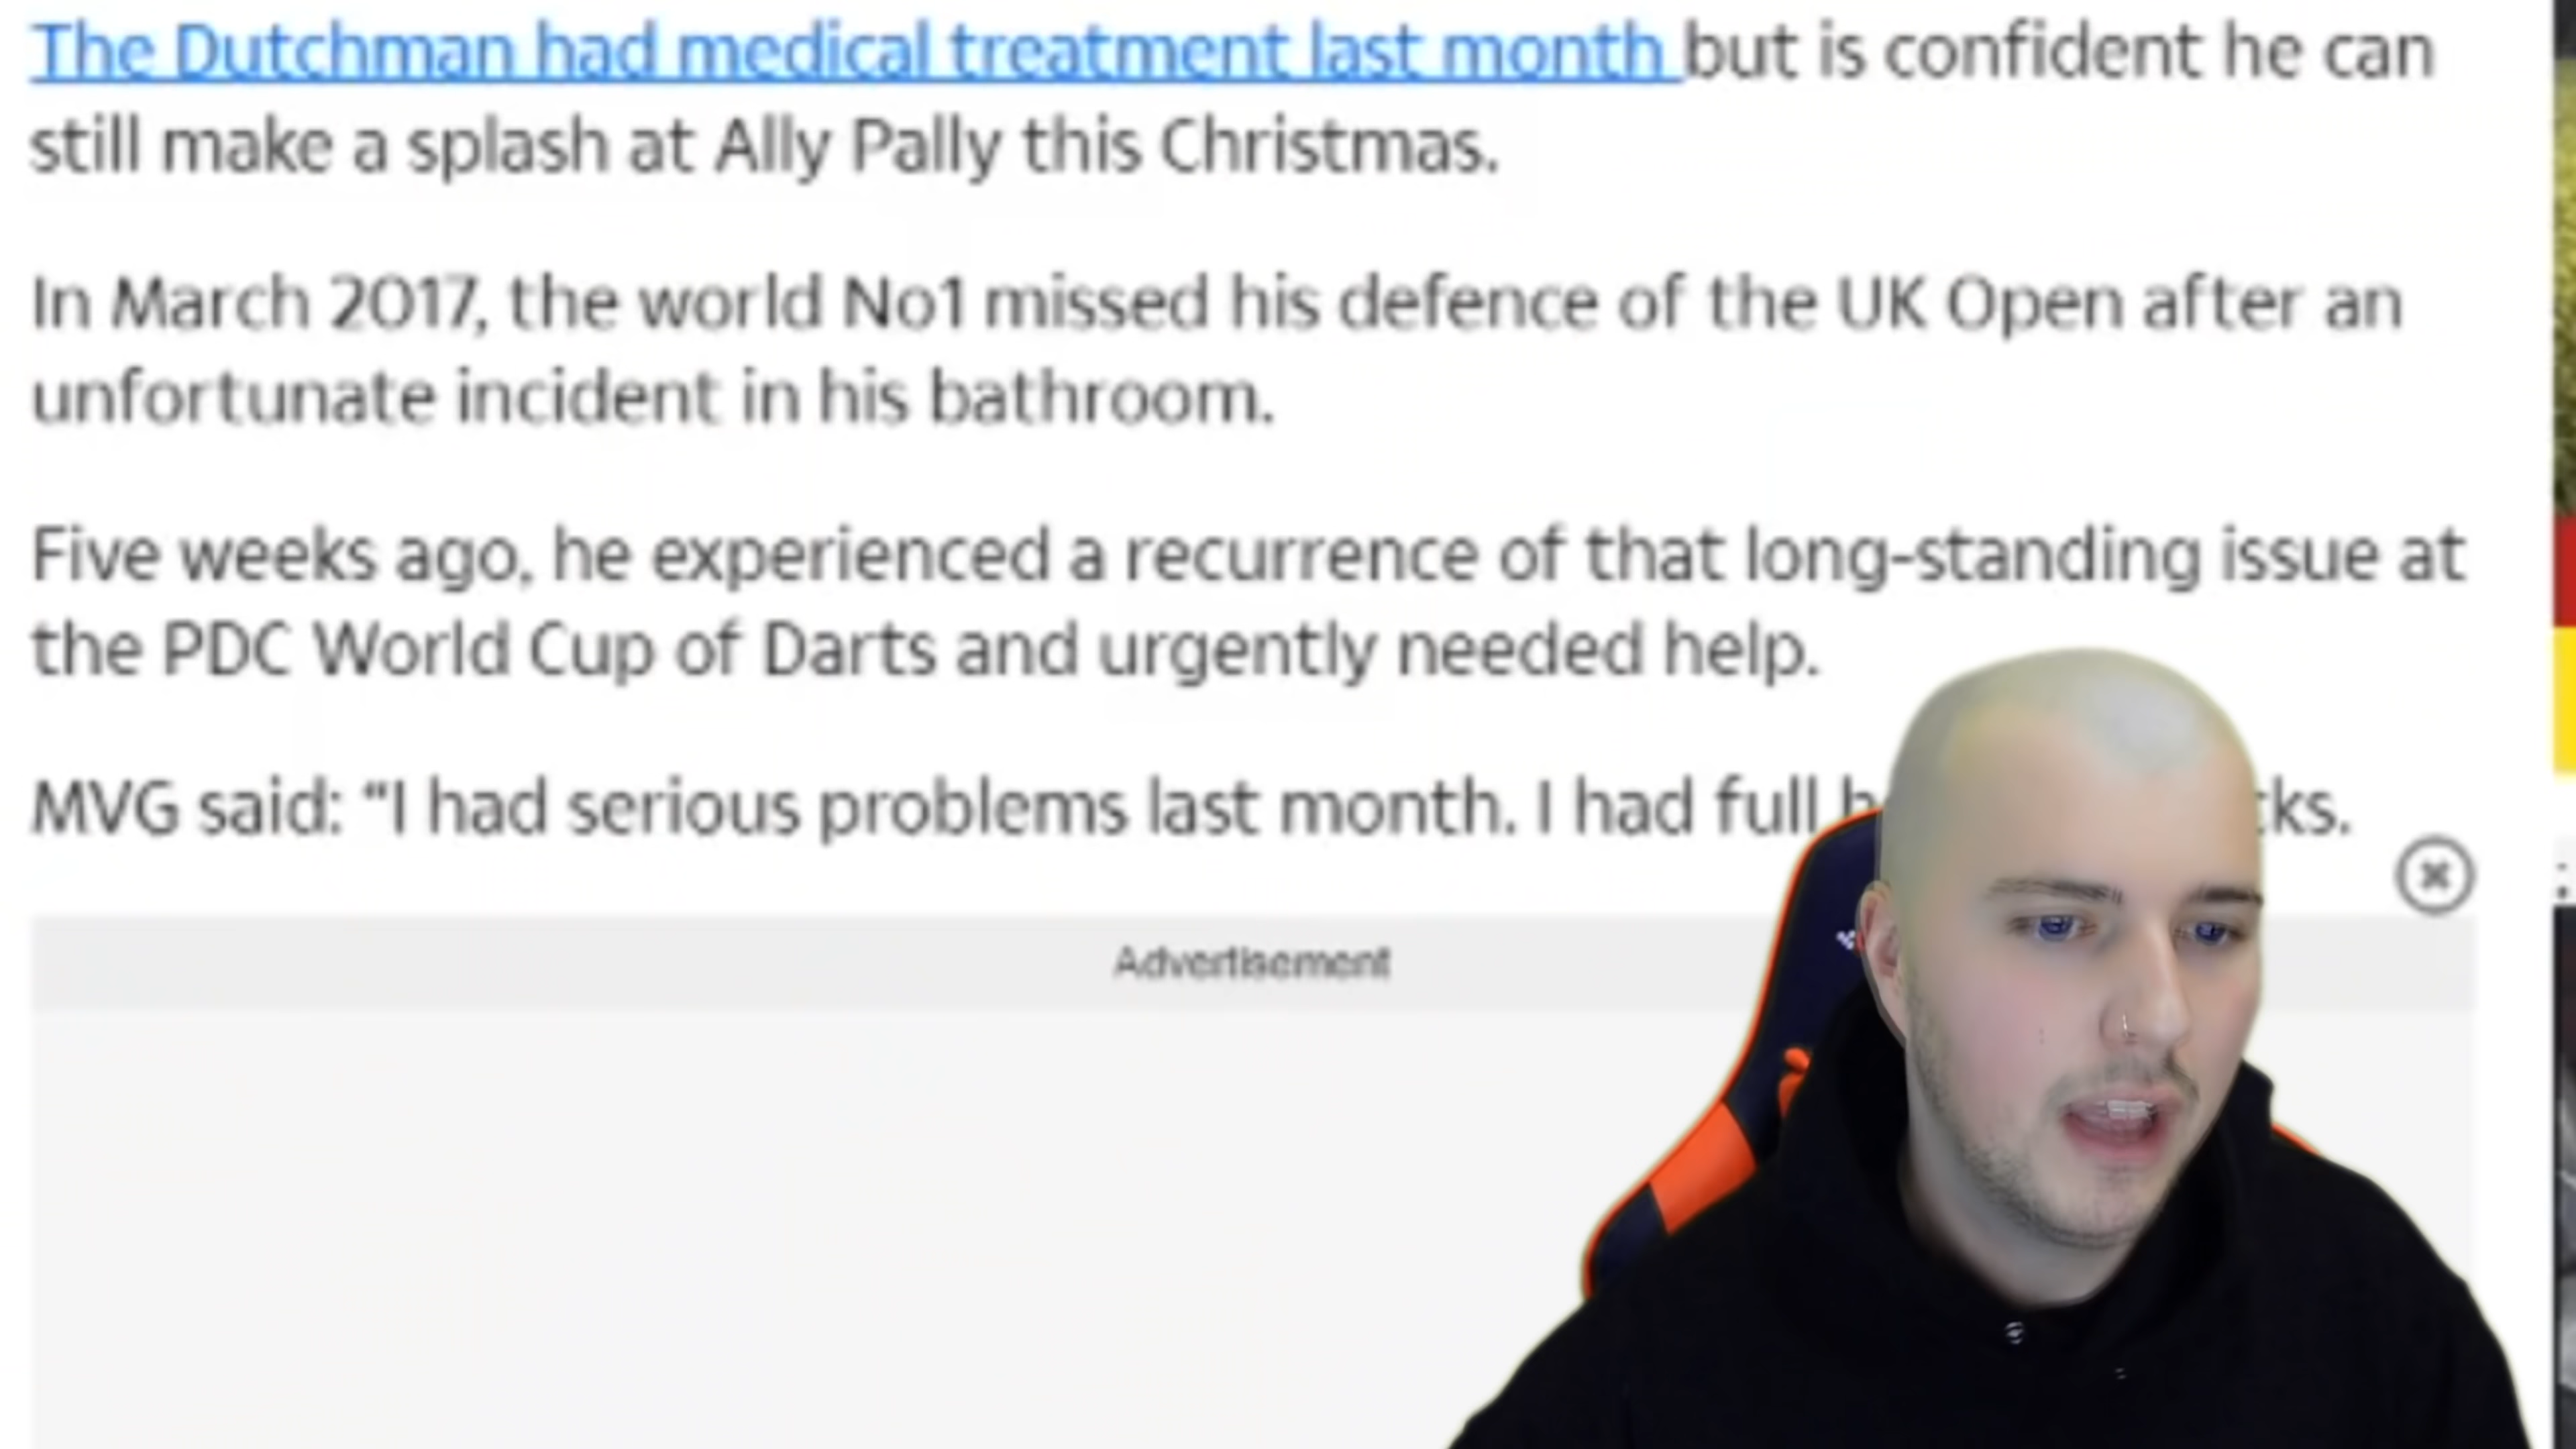 The Dutchman had medical treatment last month but is confident he can
still make a splash at Ally Pally this Christmas.
In March 2017, the world No1 missed his defence of the UK Open after an
unfortunate incident in his bathroom.
Five weeks ago, he experienced a recurrence of that long-standing issue at
the PDC World Cup of Darts and urgently needed help.
MVG said: “I had serious problems last month. I had full
Advertisement